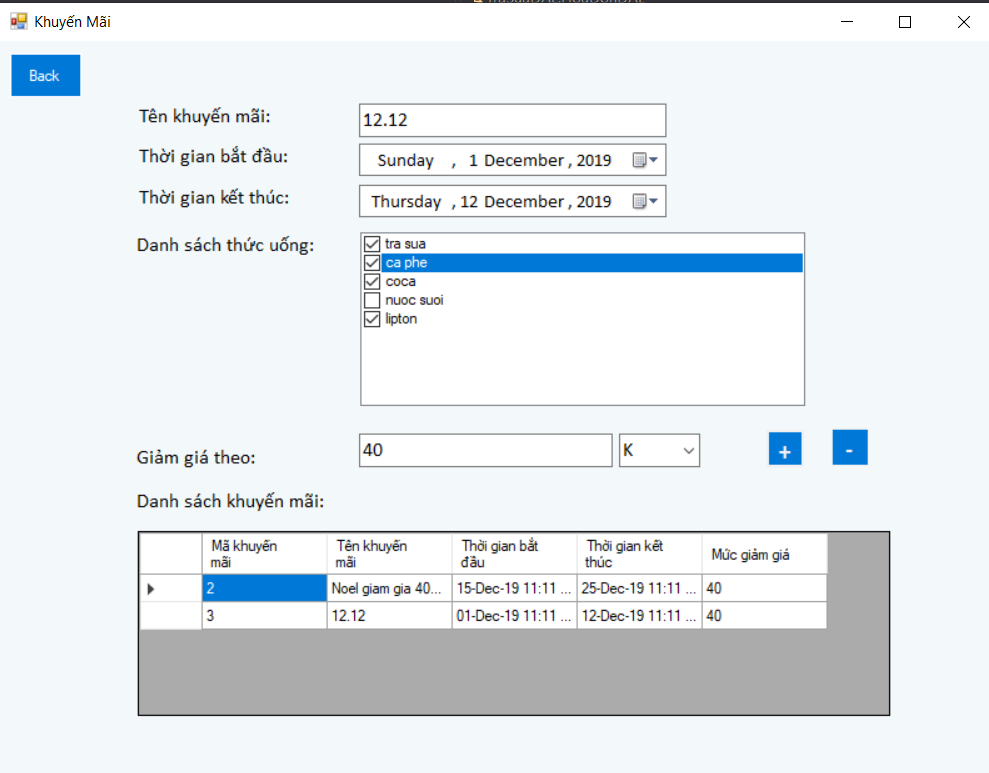 Khuyến Mãi
Back
Tên khuyến mãi: 12.12
Thời gian bắt đầu: Sunday , 1 December , 2019
Thời gian kết thúc: Thursday , 12 December , 2019
Danh sách thức uống: tra sua
ca phe
coca
nuoc suoi
lipton
Giảm giá theo: 40 K + -
Danh sách khuyến mãi:
Mã khuyến mãi Tên khuyến mãi Thời gian bắt đầu Thời gian kết thúc Mức giảm giá
2 Noel giam gia 40... 15-Dec-19 11:11 ... 25-Dec-19 11:11 ... 40
3 12.12 01-Dec-19 11:11 ... 12-Dec-19 11:11 ... 40